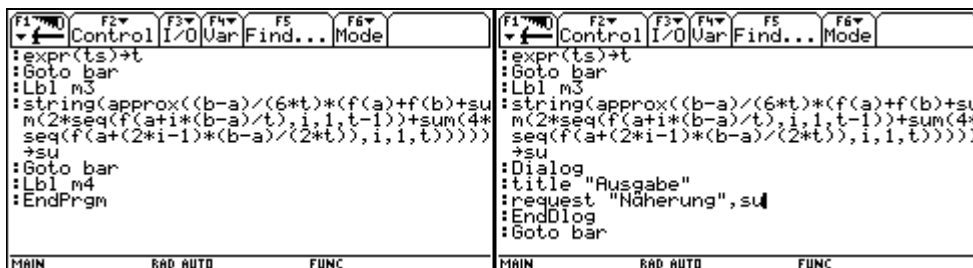 F1 F2 F3 F4 F5 F6
Control I/O Var Find... Mode
:expr(ts)→t
:Goto bar
:Lbl m3
:string(approx((b-a)/(6*t)*(f(a)+f(b)+su
m(2*seq(f(a+i*(b-a)/t),i,1,t-1))+sum(4*
seq(f(a+(2*i-1)*(b-a)/(2*t)),i,1,t)))))
→su
:Goto bar
:Lbl m4
:EndPrgm
MAIN RAD AUTO FUNC
F1 F2 F3 F4 F5 F6
Control I/O Var Find... Mode
:expr(ts)→t
:Goto bar
:Lbl m3
:string(approx((b-a)/(6*t)*(f(a)+f(b)+su
m(2*seq(f(a+i*(b-a)/t),i,1,t-1))+sum(4*
seq(f(a+(2*i-1)*(b-a)/(2*t)),i,1,t)))))
→su
:Dialog
:title "Ausgabe"
:request "Näherung",su
:EndDlog
:Goto bar
MAIN RAD AUTO FUNC